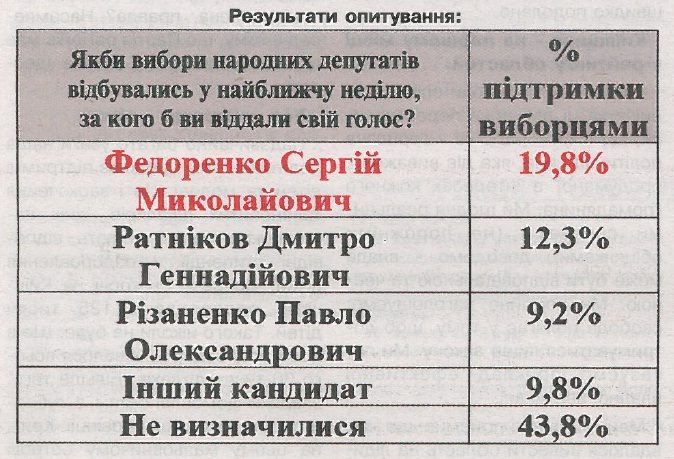 Результати опитування:
Якби вибори народних депутатів
відбувались у найближчу неділю,
за кого б ви віддали свій голос?
%
підтримки
виборцями
Федоренко Сергій
Миколайович
19,8%
Ратніков Дмитро
Геннадійович
12,3%
Різаненко Павло
Олександрович
9,2%
Інший кандидат
9,8%
Не визначилися
43,8%